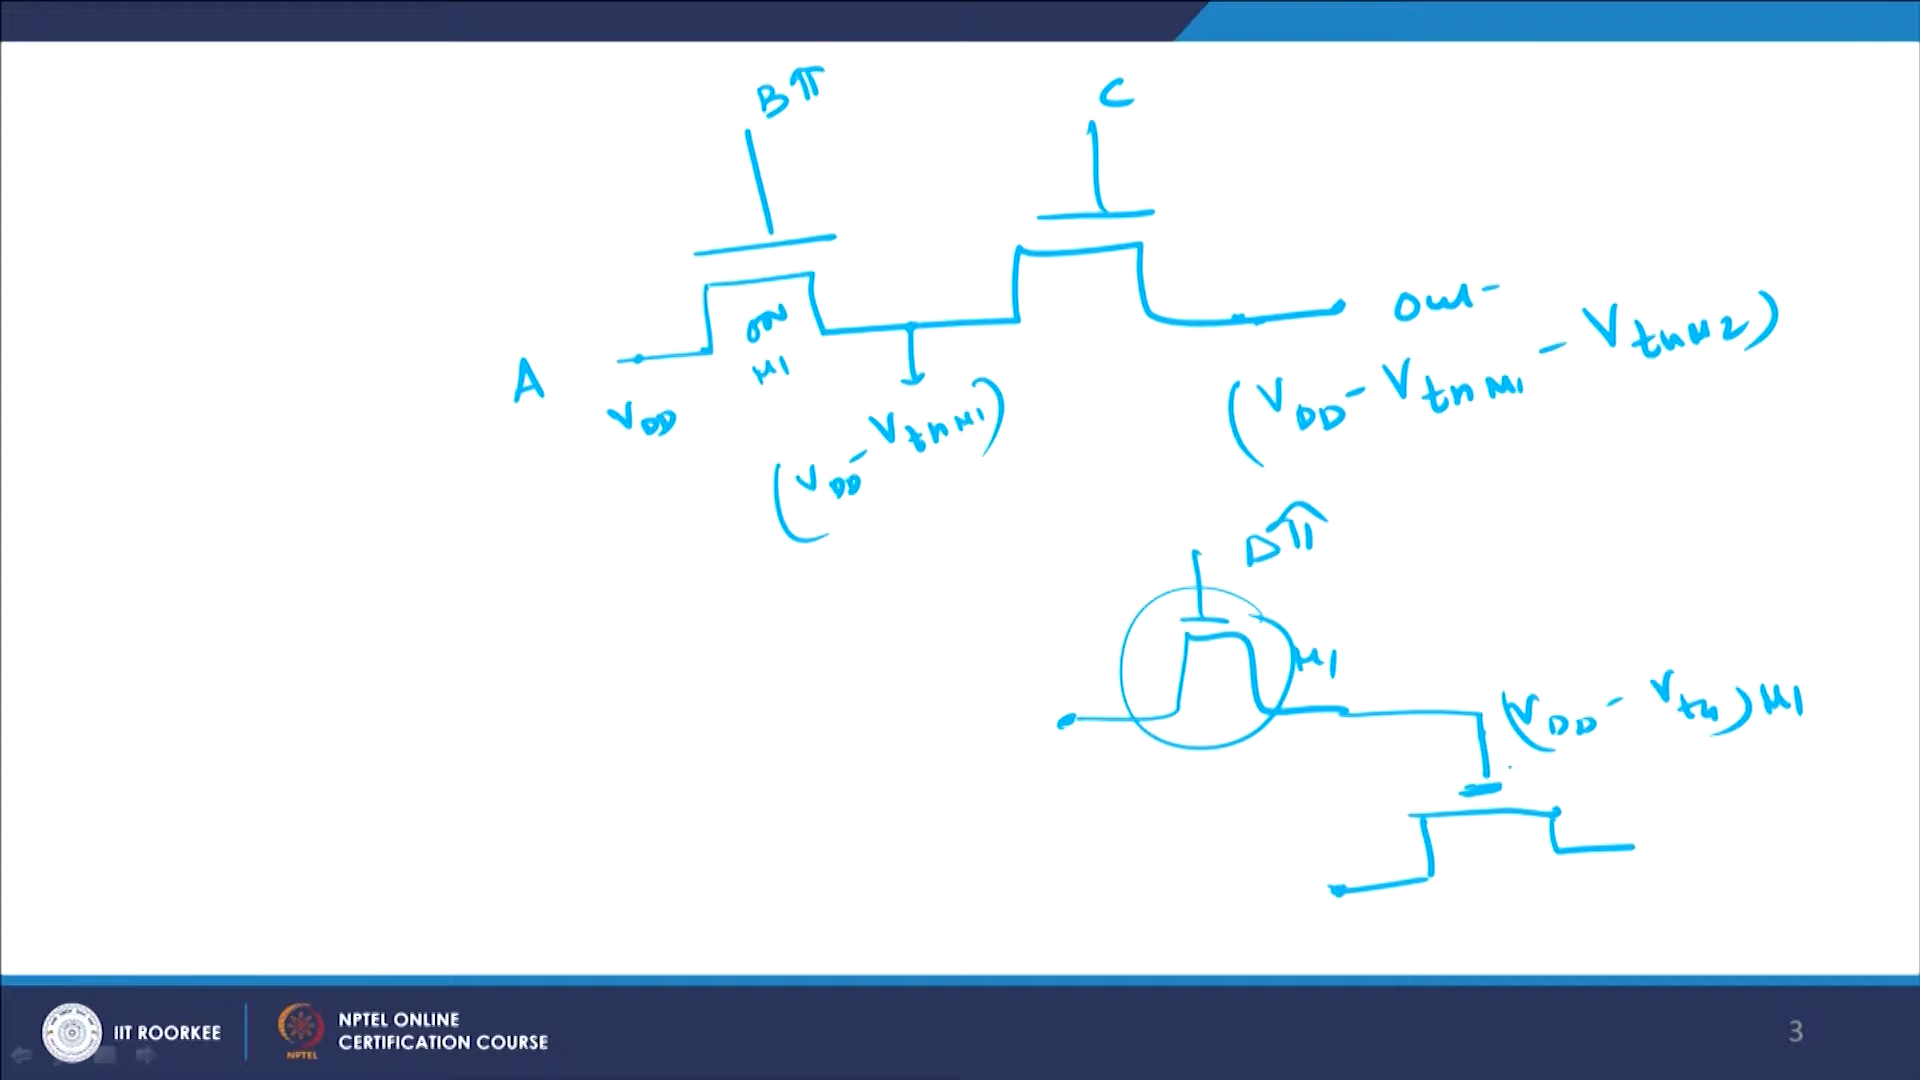 B⇑
C
ON
M1
A
VDD
Out
(VDD - VtnM1)
(VDD - VtnM1 - VtnM2)
D⇑
M1
(VDD - Vtn)M1
IIT ROORKEE
NPTEL
NPTEL ONLINE
CERTIFICATION COURSE
3